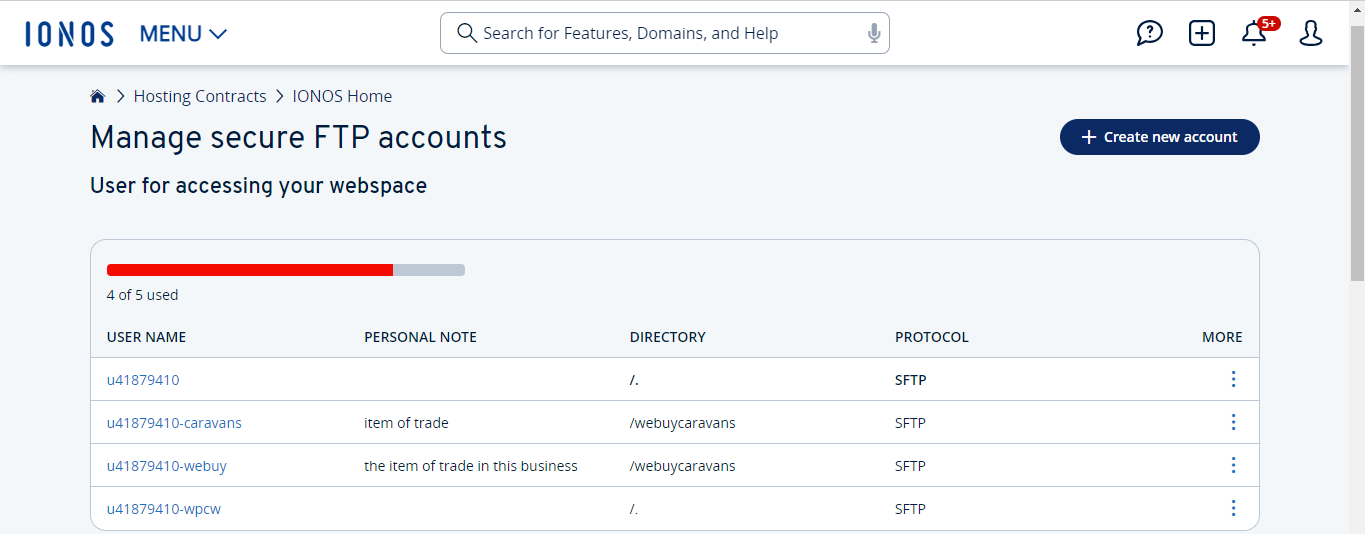 IONOS MENU Search for Features, Domains, and Help 5+
Hosting Contracts IONOS Home
Manage secure FTP accounts
+ Create new account
User for accessing your webspace
4 of 5 used
USER NAME PERSONAL NOTE DIRECTORY PROTOCOL MORE
u41879410 /. SFTP
u41879410-caravans item of trade /webuycaravans SFTP
u41879410-webuy the item of trade in this business /webuycaravans SFTP
u41879410-wpcw /. SFTP